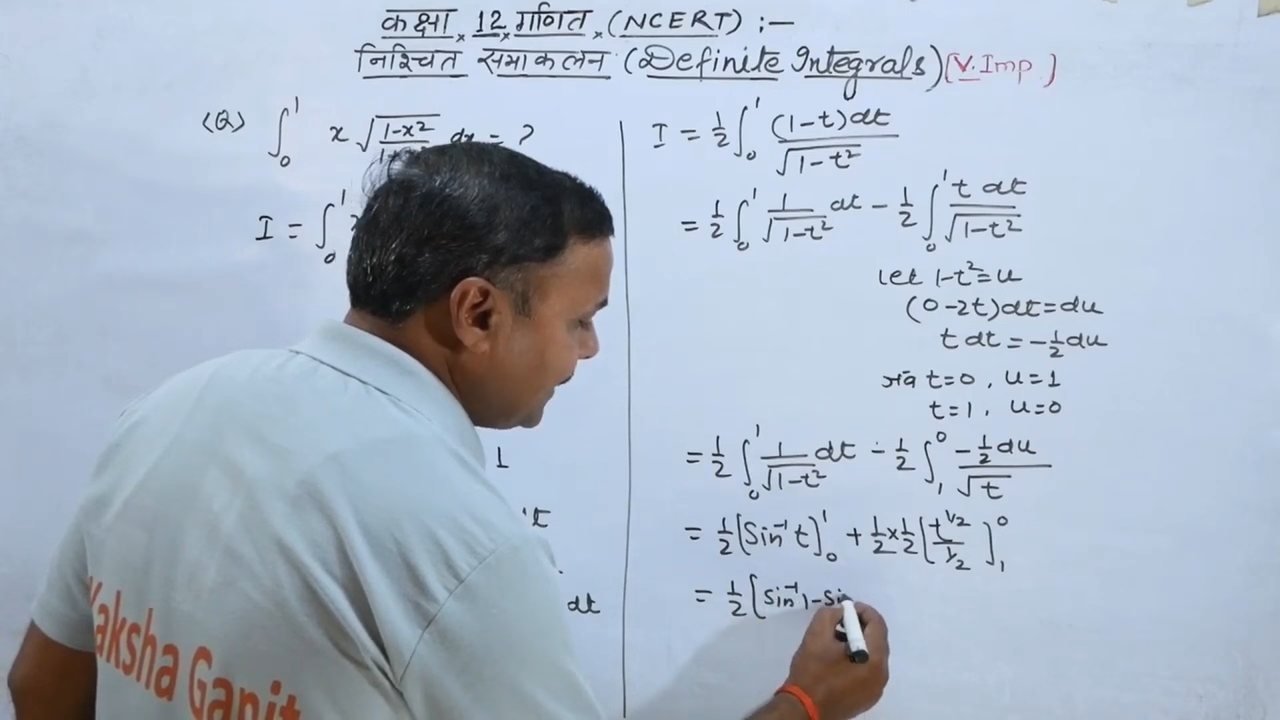 कक्षा × 12 × गणित × (NCERT) :-
निश्चित समाकलन (Definite Integrals) [V. Imp.]
<Q> ∫₀¹ x √(1-x²)/ dx = ?
I = ∫₀¹
1
t
dt
I = ½ ∫₀¹ (1-t)dt / √(1-t²)
= ½ ∫₀¹ 1/√(1-t²) dt - ½ ∫₀¹ t dt/√(1-t²)
Let 1-t² = u
(0-2t)dt = du
t dt = -½ du
जब t=0, u=1
t=1, u=0
= ½ ∫₀¹ 1/√(1-t²) dt - ½ ∫₁⁰ -½ du/√t
= ½ [Sin⁻¹ t]₀¹ + ½ × ½ [t^(1/2) / (1/2)]₁⁰
= ½ [Sin⁻¹ 1 - Si
Yaksha Ganit